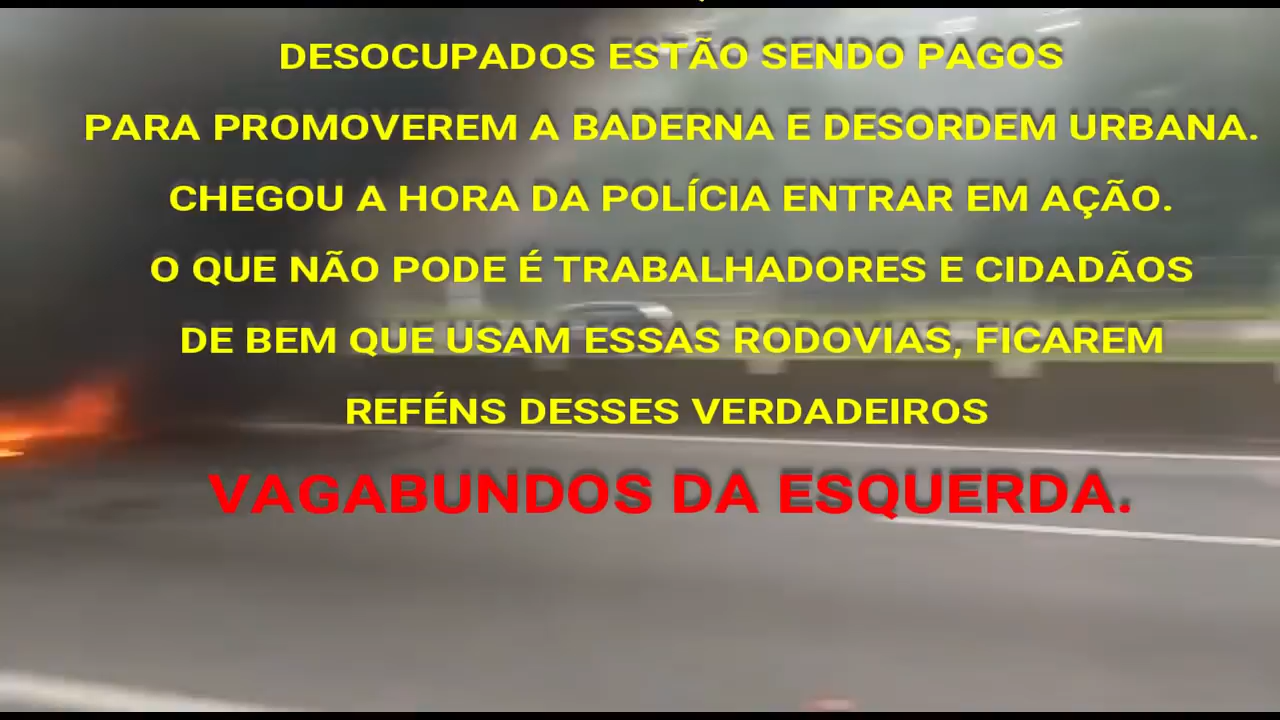 DESOCUPADOS ESTÃO SENDO PAGOS
PARA PROMOVEREM A BADERNA E DESORDEM URBANA.
CHEGOU A HORA DA POLÍCIA ENTRAR EM AÇÃO.
O QUE NÃO PODE É TRABALHADORES E CIDADÃOS
DE BEM QUE USAM ESSAS RODOVIAS, FICAREM
REFÉNS DESSES VERDADEIROS
VAGABUNDOS DA ESQUERDA.